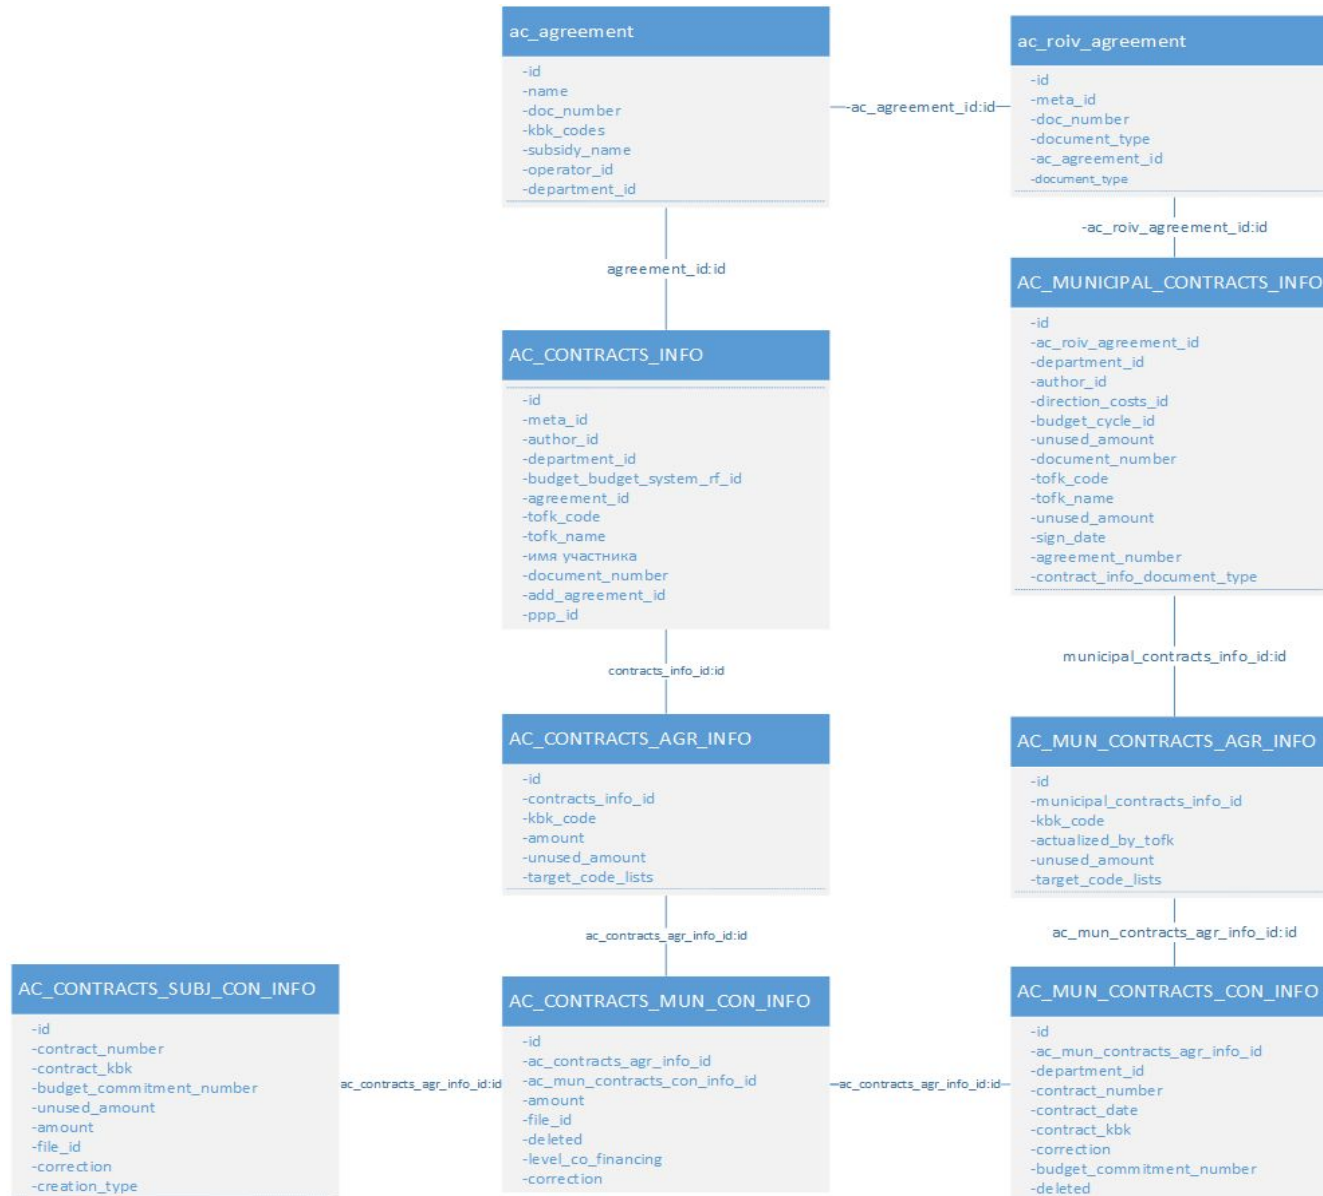 ac_agreement
-id
-name
-doc_number
-kbk_codes
-subsidy_name
-operator_id
-department_id
-ac_agreement_id:id
ac_roiv_agreement
-id
-meta_id
-doc_number
-document_type
-ac_agreement_id
-document_type
agreement_id:id
-ac_roiv_agreement_id:id
AC_CONTRACTS_INFO
-id
-meta_id
-author_id
-department_id
-budget_budget_system_rf_id
-agreement_id
-tofk_code
-tofk_name
-имя участника
-document_number
-add_agreement_id
-ppp_id
AC_MUNICIPAL_CONTRACTS_INFO
-id
-ac_roiv_agreement_id
-department_id
-author_id
-direction_costs_id
-budget_cycle_id
-unused_amount
-document_number
-tofk_code
-tofk_name
-unused_amount
-sign_date
-agreement_number
-contract_info_document_type
contracts_info_id:id
municipal_contracts_info_id:id
AC_CONTRACTS_AGR_INFO
-id
-contracts_info_id
-kbk_code
-amount
-unused_amount
-target_code_lists
AC_MUN_CONTRACTS_AGR_INFO
-id
-municipal_contracts_info_id
-kbk_code
-actualized_by_tofk
-unused_amount
-target_code_lists
ac_contracts_agr_info_id:id
ac_mun_contracts_agr_info_id:id
AC_CONTRACTS_SUBJ_CON_INFO
-id
-contract_number
-contract_kbk
-budget_commitment_number
-unused_amount
-amount
-file_id
-correction
-creation_type
ac_contracts_agr_info_id:id
AC_CONTRACTS_MUN_CON_INFO
-id
-ac_contracts_agr_info_id
-ac_mun_contracts_con_info_id
-amount
-file_id
-deleted
-level_co_financing
-correction
-ac_contracts_agr_info_id:id
AC_MUN_CONTRACTS_CON_INFO
-id
-ac_mun_contracts_agr_info_id
-department_id
-contract_number
-contract_date
-contract_kbk
-correction
-budget_commitment_number
-deleted